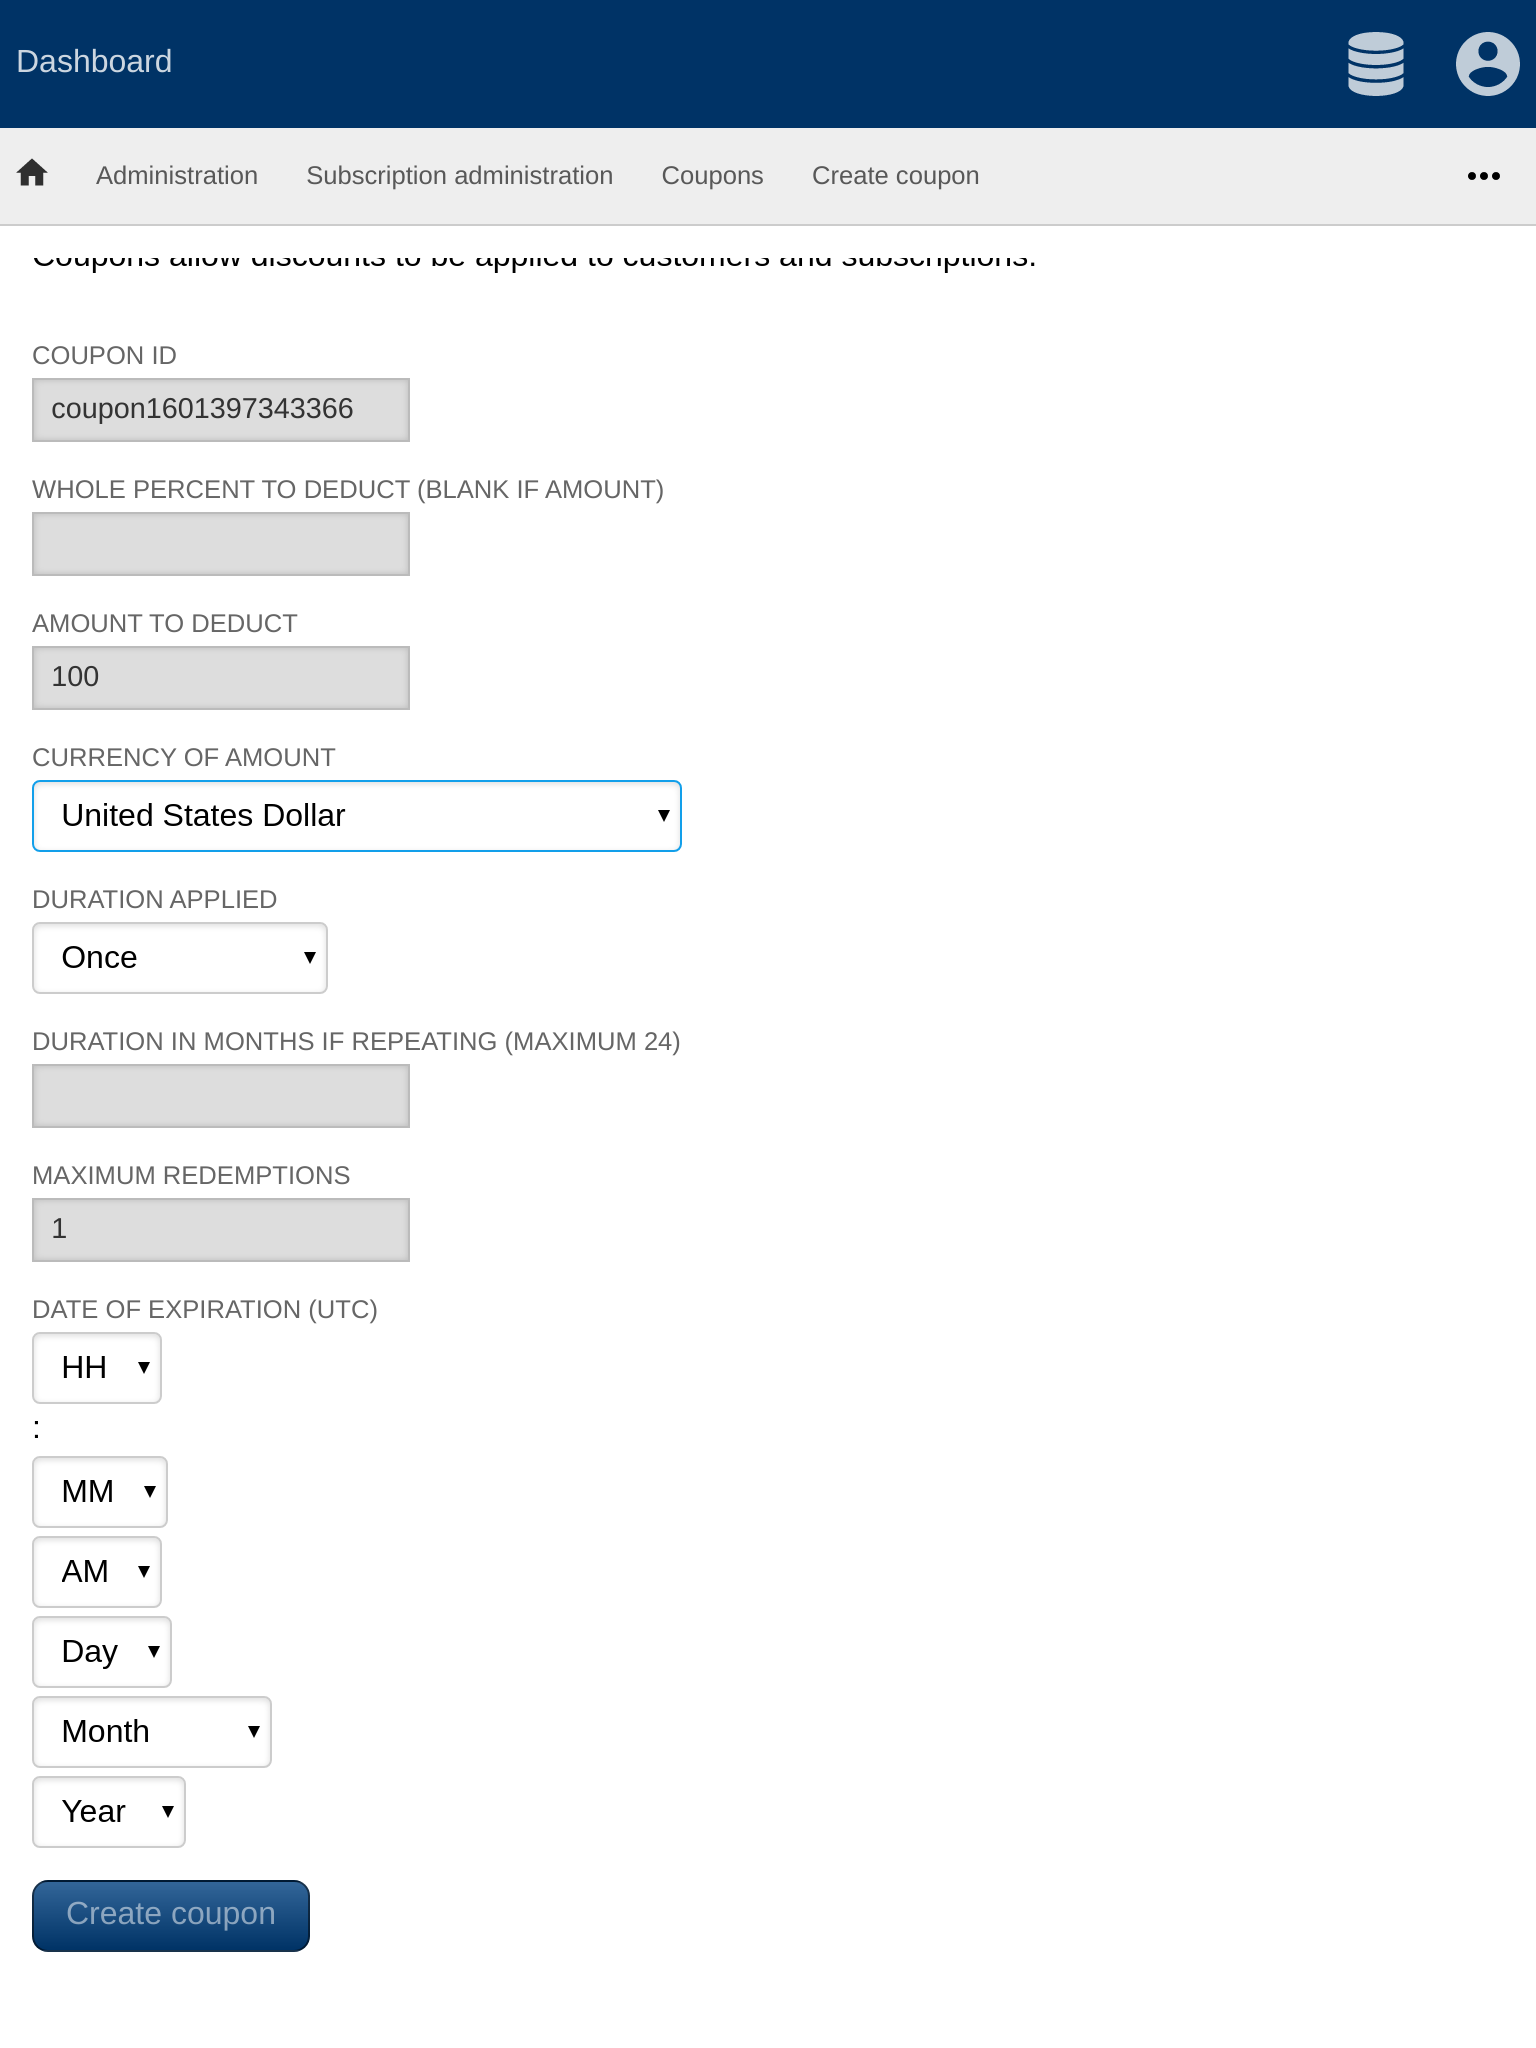 Dashboard
Administration Subscription administration Coupons Create coupon
Coupons allow discounts to be applied to customers and subscriptions.
COUPON ID
coupon1601397343366
WHOLE PERCENT TO DEDUCT (BLANK IF AMOUNT)
AMOUNT TO DEDUCT
100
CURRENCY OF AMOUNT
United States Dollar
DURATION APPLIED
Once
DURATION IN MONTHS IF REPEATING (MAXIMUM 24)
MAXIMUM REDEMPTIONS
1
DATE OF EXPIRATION (UTC)
HH
:
MM
AM
Day
Month
Year
Create coupon